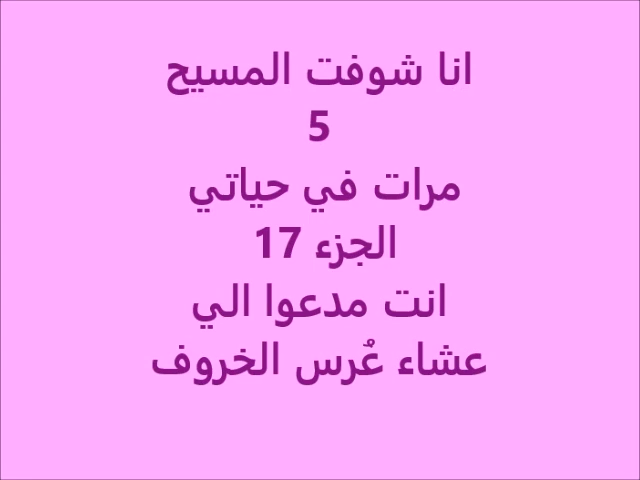 انا شوفت المسيح
5
مرات في حياتي
الجزء 17
انت مدعوا الي
عشاء عُرس الخروف